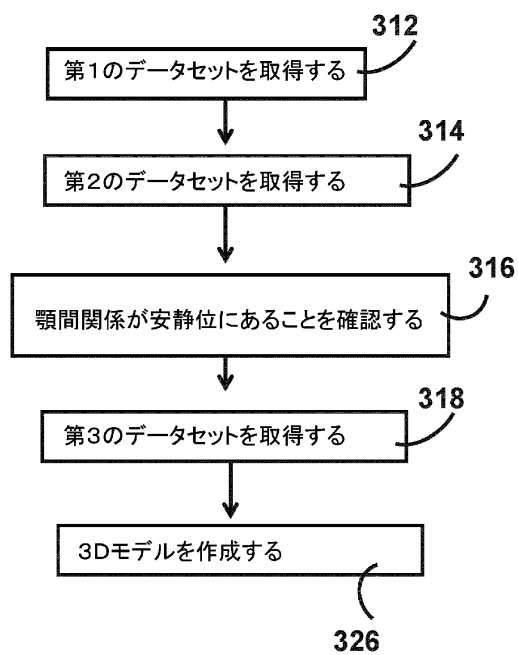 312
第1のデータセットを取得する
314
第2のデータセットを取得する
316
顎間関係が安静位にあることを確認する
318
第3のデータセットを取得する
3Dモデルを作成する
326